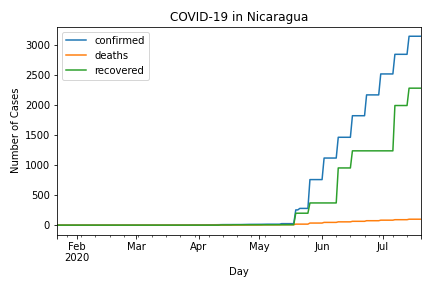 COVID-19 in Nicaragua
confirmed
deaths
recovered
Number of Cases
3000
2500
2000
1500
1000
500
0
Feb
2020
Mar
Apr
May
Jun
Jul
Day